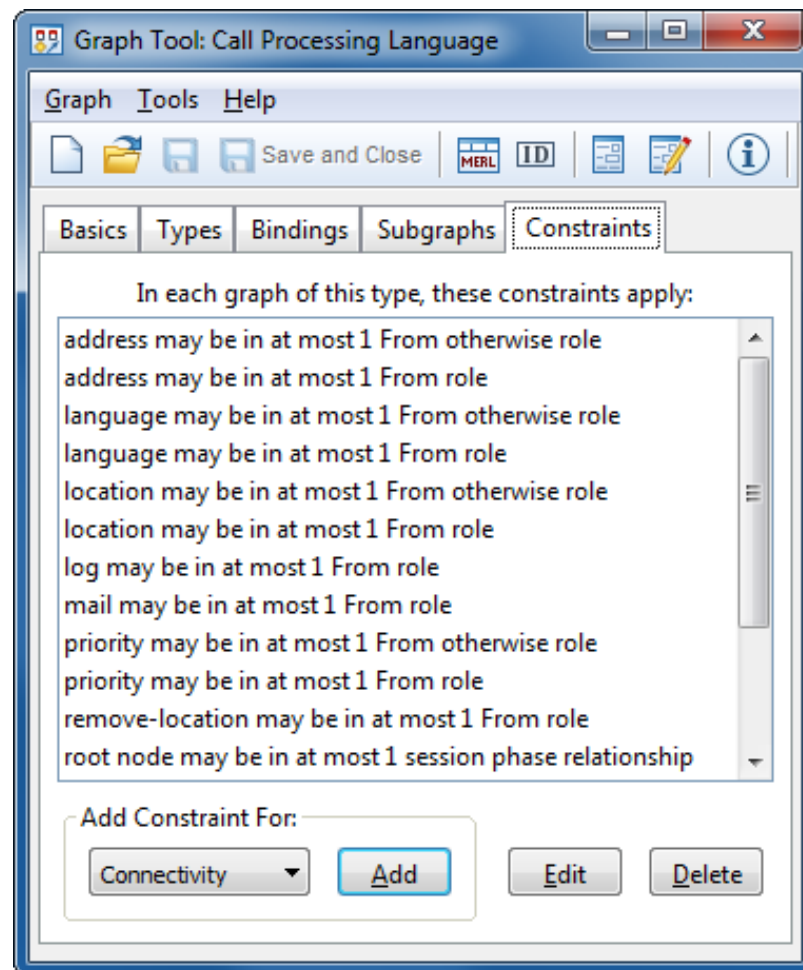 Graph Tool: Call Processing Language
Graph Tools Help
Save and Close MERL ID
Basics Types Bindings Subgraphs Constraints
In each graph of this type, these constraints apply:
address may be in at most 1 From otherwise role
address may be in at most 1 From role
language may be in at most 1 From otherwise role
language may be in at most 1 From role
location may be in at most 1 From otherwise role
location may be in at most 1 From role
log may be in at most 1 From role
mail may be in at most 1 From role
priority may be in at most 1 From otherwise role
priority may be in at most 1 From role
remove-location may be in at most 1 From role
root node may be in at most 1 session phase relationship
Add Constraint For:
Connectivity Add Edit Delete